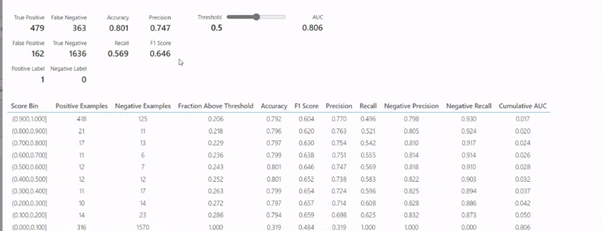 True Positive False Negative Accuracy Precision Threshold AUC
479 363 0.801 0.747 0.5 0.806
False Positive True Negative Recall F1 Score
162 1636 0.569 0.646
Positive Label Negative Label
1 0
Score Bin Positive Examples Negative Examples Fraction Above Threshold Accuracy F1 Score Precision Recall Negative Precision Negative Recall Cumulative AUC
(0.900,1.000] 418 125 0.206 0.792 0.604 0.770 0.496 0.798 0.930 0.017
(0.800,0.900] 21 11 0.218 0.796 0.620 0.763 0.521 0.805 0.924 0.020
(0.700,0.800] 17 13 0.229 0.797 0.630 0.754 0.542 0.810 0.917 0.024
(0.600,0.700] 11 6 0.236 0.799 0.638 0.751 0.555 0.814 0.914 0.026
(0.500,0.600] 12 7 0.243 0.801 0.646 0.747 0.569 0.818 0.910 0.028
(0.400,0.500] 12 12 0.252 0.801 0.652 0.738 0.583 0.822 0.903 0.032
(0.300,0.400] 11 17 0.263 0.799 0.654 0.724 0.596 0.825 0.894 0.037
(0.200,0.300] 10 14 0.272 0.797 0.657 0.714 0.608 0.828 0.886 0.042
(0.100,0.200] 14 23 0.286 0.794 0.659 0.698 0.625 0.832 0.873 0.050
(0.000,0.100] 316 1570 1.000 0.319 0.484 0.319 1.000 1.000 0.000 0.806